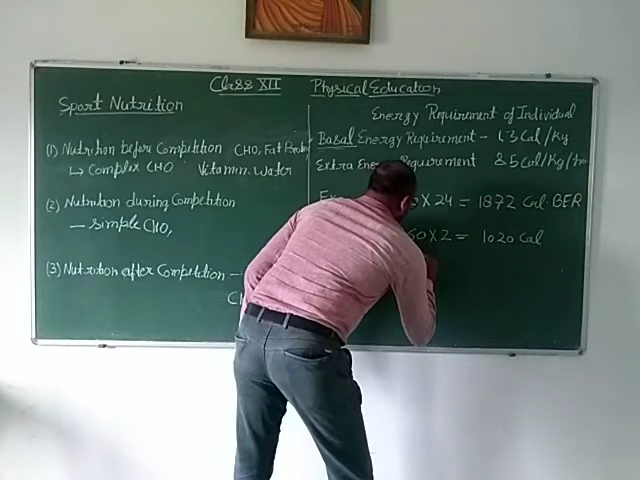 Class XII Physical Education
Sport Nutrition
(1) Nutrition before Competition CHO, Fat
↳ Complex CHO Vitamin. Water
(2) Nutrition during Competition
– simple CHO,
(3) Nutrition after Competition –
Energy Requirement of Individual
Basal Energy Requirement – 1.3 Cal/Kg
Extra Energy Requirement 8.5 Cal/Kg/
X 24 = 1872 Cal. BER
60 X 2 = 1020 Cal